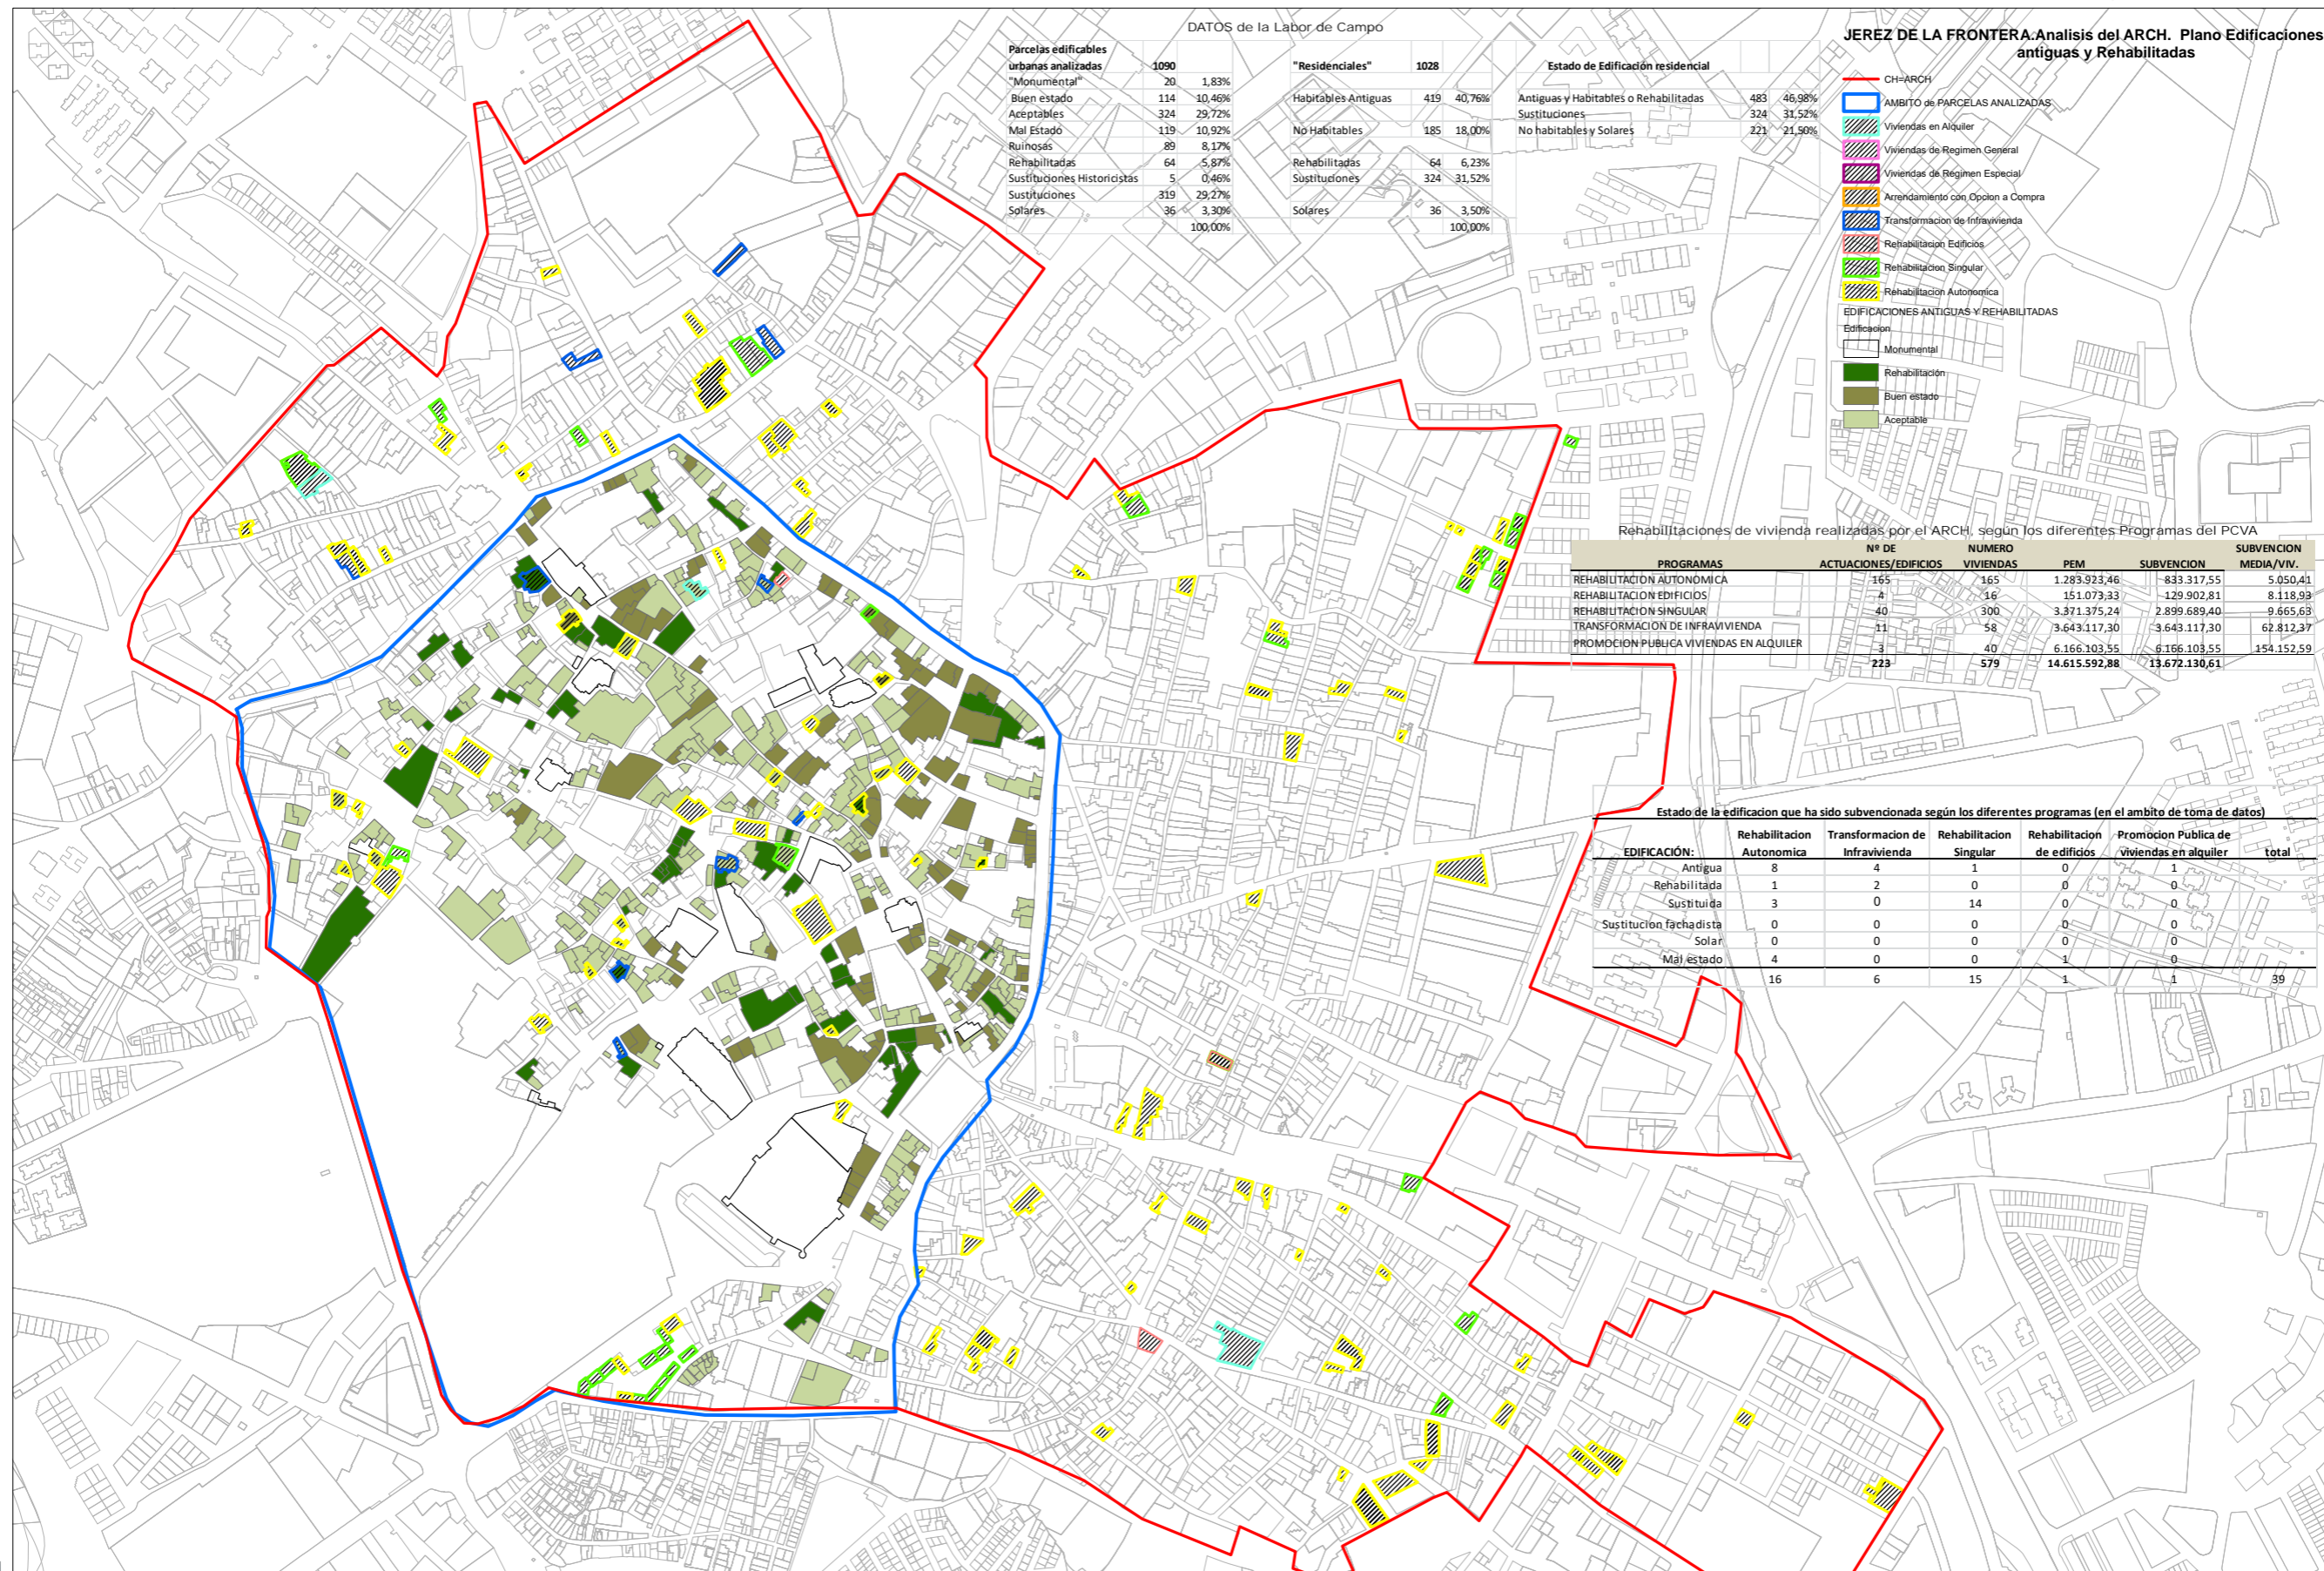 DATOS de la Labor de Campo
Parcelas edificables
urbanas analizadas 1090 "Residenciales" 1028 Estado de Edificación residencial
"Monumental" 20 1,83%
Buen estado 114 10,46% Habitables Antiguas 419 40,76% Antiguas y Habitables o Rehabilitadas 483 46,98%
Aceptables 324 29,72% Sustituciones 324 31,52%
Mal Estado 119 10,92% No Habitables 185 18,00% No habitables y Solares 221 21,50%
Ruinosas 89 8,17%
Rehabilitadas 64 5,87% Rehabilitadas 64 6,23%
Sustituciones Historicistas 5 0,46% Sustituciones 324 31,52%
Sustituciones 319 29,27%
Solares 36 3,30% Solares 36 3,50%
100,00% 100,00%
JEREZ DE LA FRONTERA.Analisis del ARCH. Plano Edificaciones
antiguas y Rehabilitadas
CH=ARCH
AMBITO de PARCELAS ANALIZADAS
Viviendas en Alquiler
Viviendas de Regimen General
Viviendas de Regimen Especial
Arrendamiento con Opcion a Compra
Transformacion de Infravivienda
Rehabilitacion Edificios
Rehabilitacion Singular
Rehabilitacion Autonomica
EDIFICACIONES ANTIGUAS Y REHABILITADAS
Edificacion
Monumental
Rehabilitación
Buen estado
Aceptable
Rehabilitaciones de vivienda realizadas por el ARCH, según los diferentes Programas del PCVA
Nº DE NUMERO SUBVENCION
PROGRAMAS ACTUACIONES/EDIFICIOS VIVIENDAS PEM SUBVENCION MEDIA/VIV.
REHABILITACION AUTONÓMICA 165 165 1.283.923,46 833.317,55 5.050,41
REHABILITACION EDIFICIOS 4 16 151.073,33 129.902,81 8.118,93
REHABILITACION SINGULAR 40 300 3.371.375,24 2.899.689,40 9.665,63
TRANSFORMACION DE INFRAVIVIENDA 11 58 3.643.117,30 3.643.117,30 62.812,37
PROMOCION PUBLICA VIVIENDAS EN ALQUILER 3 40 6.166.103,55 6.166.103,55 154.152,59
223 579 14.615.592,88 13.672.130,61
Estado de la edificacion que ha sido subvencionada según los diferentes programas (en el ambito de toma de datos)
Rehabilitacion Transformacion de Rehabilitacion Rehabilitacion Promocion Publica de
EDIFICACIÓN: Autonomica Infravivienda Singular de edificios viviendas en alquiler total
Antigua 8 4 1 0 1
Rehabilitada 1 2 0 0 0
Sustituida 3 0 14 0 0
Sustitucion fachadista 0 0 0 0 0
Solar 0 0 0 0 0
Mal estado 4 0 0 1 0
16 6 15 1 1 39